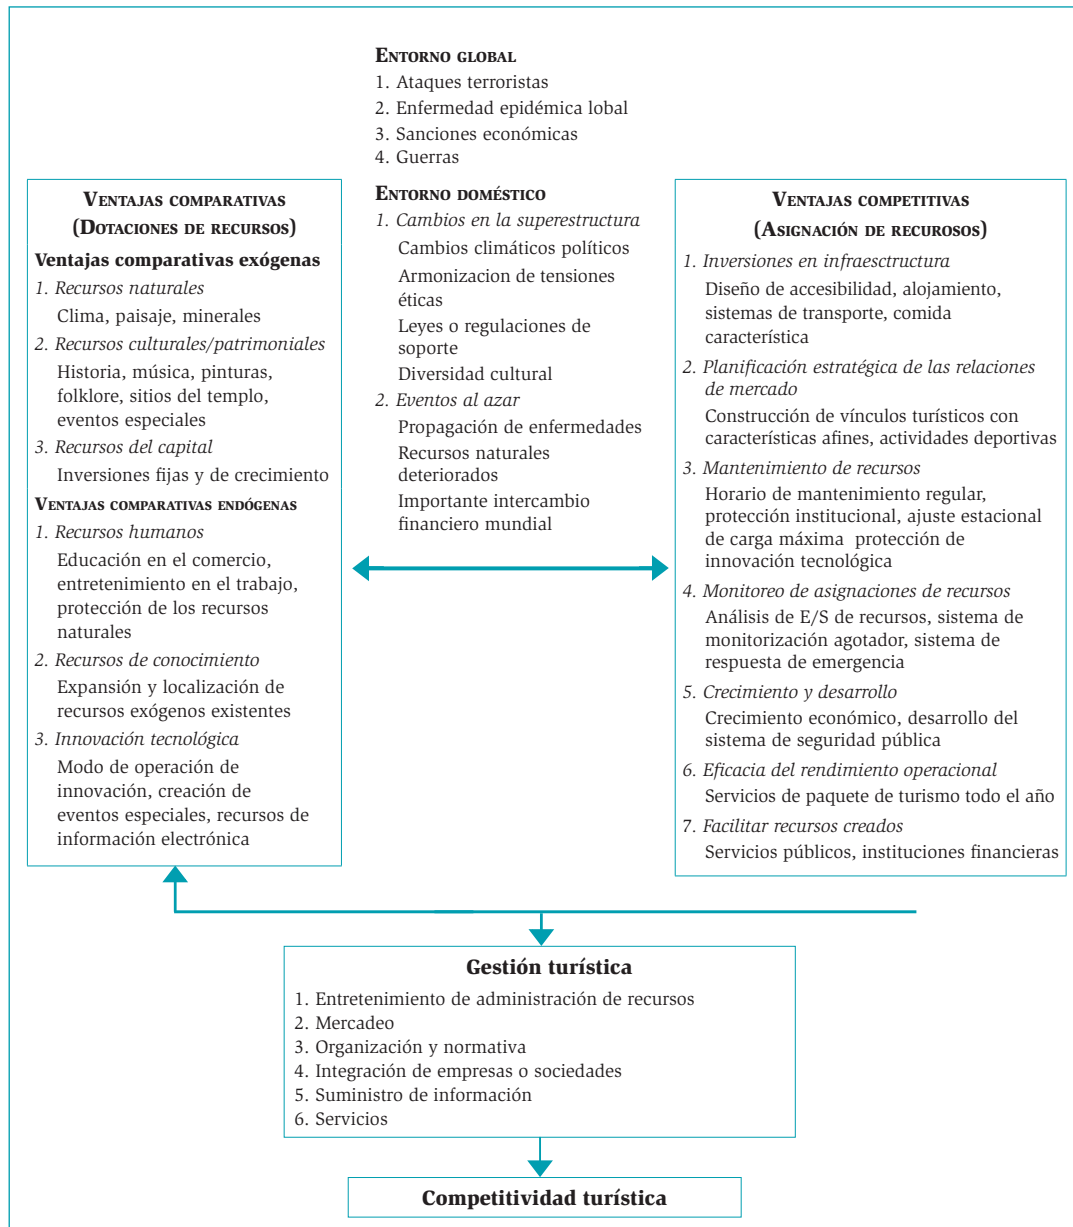 ENTORNO GLOBAL
1. Ataques terroristas
2. Enfermedad epidémica lobal
3. Sanciones económicas
4. Guerras
VENTAJAS COMPARATIVAS
(DOTACIONES DE RECURSOS)
Ventajas comparativas exógenas
1. Recursos naturales
Clima, paisaje, minerales
2. Recursos culturales/patrimoniales
Historia, música, pinturas,
folklore, sitios del templo,
eventos especiales
3. Recursos del capital
Inversiones fijas y de crecimiento
VENTAJAS COMPARATIVAS ENDÓGENAS
1. Recursos humanos
Educación en el comercio,
entretenimiento en el trabajo,
protección de los recursos
naturales
2. Recursos de conocimiento
Expansión y localización de
recursos exógenos existentes
3. Innovación tecnológica
Modo de operación de
innovación, creación de
eventos especiales, recursos de
información electrónica
ENTORNO DOMÉSTICO
1. Cambios en la superestructura
Cambios climáticos políticos
Armonizacion de tensiones
éticas
Leyes o regulaciones de
soporte
Diversidad cultural
2. Eventos al azar
Propagación de enfermedades
Recursos naturales
deteriorados
Importante intercambio
financiero mundial
VENTAJAS COMPETITIVAS
(ASIGNACIÓN DE RECUROSOS)
1. Inversiones en infraesctructura
Diseño de accesibilidad, alojamiento,
sistemas de transporte, comida
característica
2. Planificación estratégica de las relaciones
de mercado
Construcción de vínculos turísticos con
características afines, actividades deportivas
3. Mantenimiento de recursos
Horario de mantenimiento regular,
protección institucional, ajuste estacional
de carga máxima protección de
innovación tecnológica
4. Monitoreo de asignaciones de recursos
Análisis de E/S de recursos, sistema de
monitorización agotador, sistema de
respuesta de emergencia
5. Crecimiento y desarrollo
Crecimiento económico, desarrollo del
sistema de seguridad pública
6. Eficacia del rendimiento operacional
Servicios de paquete de turismo todo el año
7. Facilitar recursos creados
Servicios públicos, instituciones financieras
Gestión turística
1. Entretenimiento de administración de recursos
2. Mercadeo
3. Organización y normativa
4. Integración de empresas o sociedades
5. Suministro de información
6. Servicios
Competitividad turística